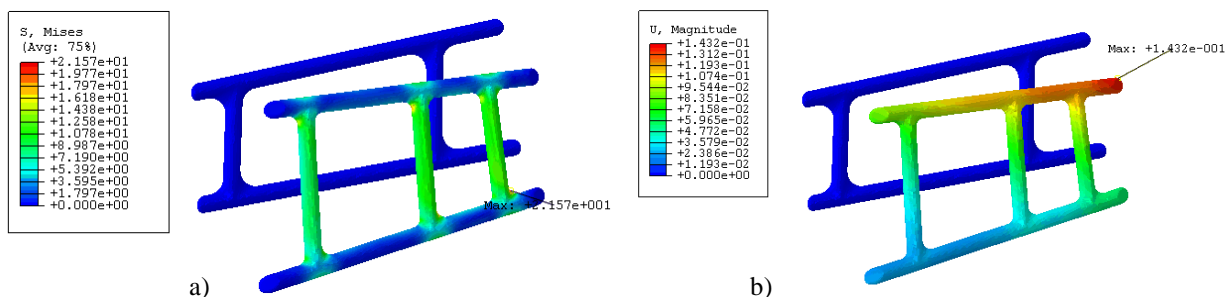 S, Mises
(Avg: 75%)
+2.157e+01
+1.977e+01
+1.797e+01
+1.618e+01
+1.438e+01
+1.258e+01
+1.078e+01
+8.987e+00
+7.190e+00
+5.392e+00
+3.595e+00
+1.797e+00
+0.000e+00
Max: +2.157e+001
a)
U, Magnitude
+1.432e-01
+1.312e-01
+1.193e-01
+1.074e-01
+9.544e-02
+8.351e-02
+7.158e-02
+5.965e-02
+4.772e-02
+3.579e-02
+2.386e-02
+1.193e-02
+0.000e+00
Max: +1.432e-001
b)